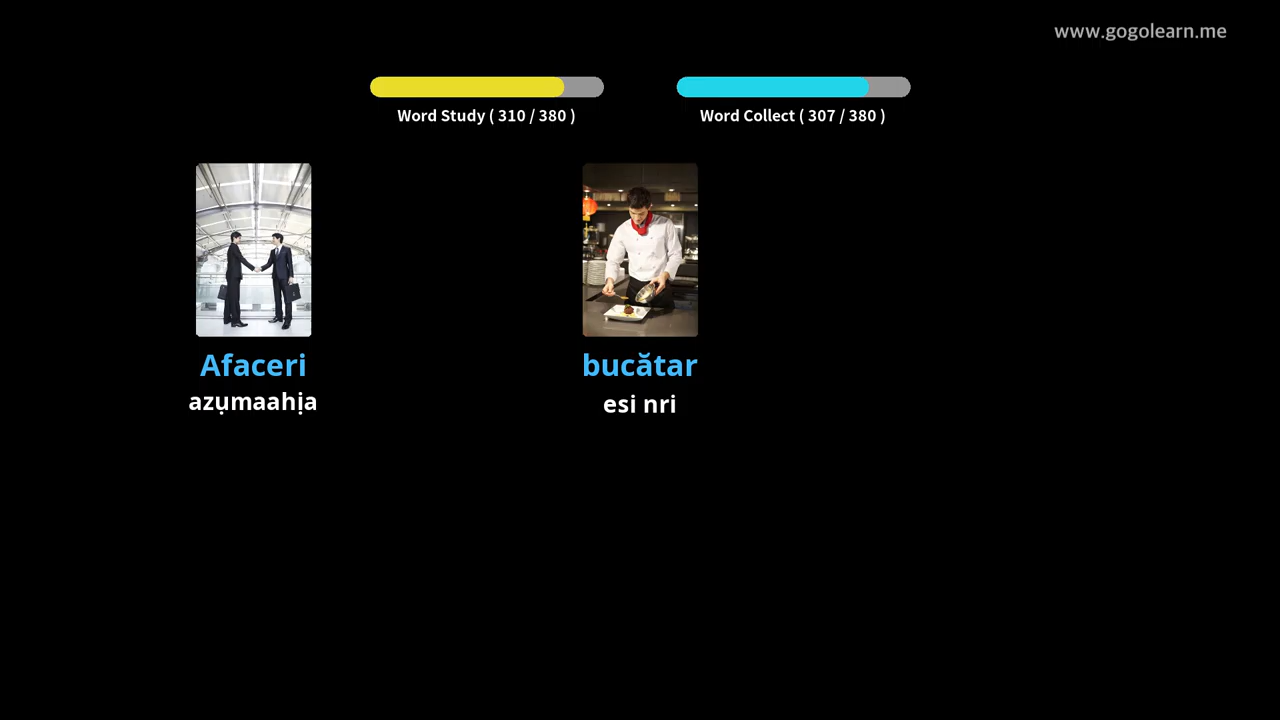 www.gogolearn.me
Word Study ( 310 / 380 )
Word Collect ( 307 / 380 )
Afaceri
azụmaahịa
bucătar
esi nri